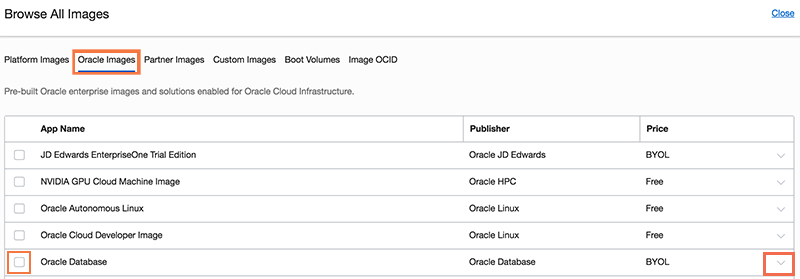 Browse All Images Close
Platform Images Oracle Images Partner Images Custom Images Boot Volumes Image OCID
Pre-built Oracle enterprise images and solutions enabled for Oracle Cloud Infrastructure.
App Name Publisher Price
JD Edwards EnterpriseOne Trial Edition Oracle JD Edwards BYOL
NVIDIA GPU Cloud Machine Image Oracle HPC Free
Oracle Autonomous Linux Oracle Linux Free
Oracle Cloud Developer Image Oracle Linux Free
Oracle Database Oracle Database BYOL